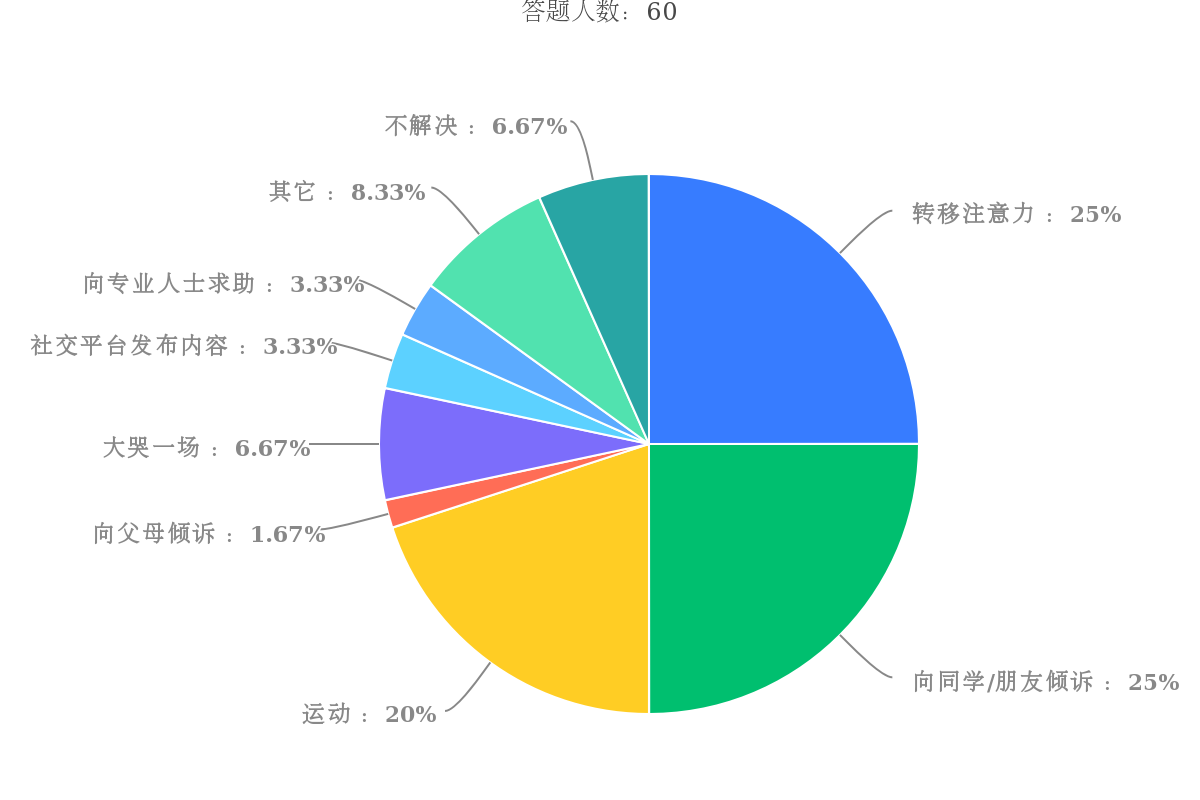 答题人数: 60
不解决 : 6.67%
其它 : 8.33%
转移注意力 : 25%
向专业人士求助 : 3.33%
社交平台发布内容 : 3.33%
大哭一场 : 6.67%
向父母倾诉 : 1.67%
向同学/朋友倾诉 : 25%
运动 : 20%